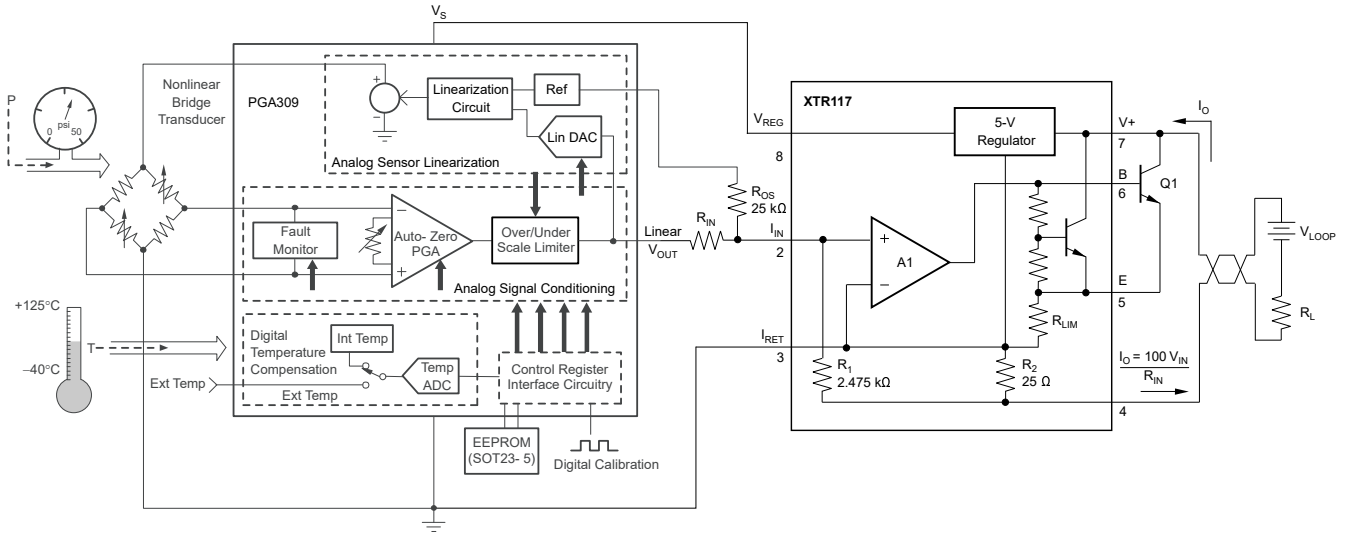 V_S
P
psi
0
50
Nonlinear
Bridge
Transducer
PGA309
+
−
Linearization
Circuit
Ref
Lin DAC
Analog Sensor Linearization
Fault
Monitor
−
Auto- Zero
PGA
+
Over/Under
Scale Limiter
Analog Signal Conditioning
Linear
V_OUT
R_IN
R_OS
25 kΩ
+125°C
−40°C
T
Ext Temp
Digital
Temperature
Compensation
Int Temp
Ext Temp
Temp
ADC
Control Register
Interface Circuitry
EEPROM
(SOT23- 5)
Digital Calibration
XTR117
V_REG
8
5-V
Regulator
V+
7
I_O
B
6
Q1
I_IN
2
+
A1
−
E
5
R_LIM
I_RET
3
R_1
2.475 kΩ
R_2
25 Ω
I_O = 100 V_IN
R_IN
4
V_LOOP
R_L